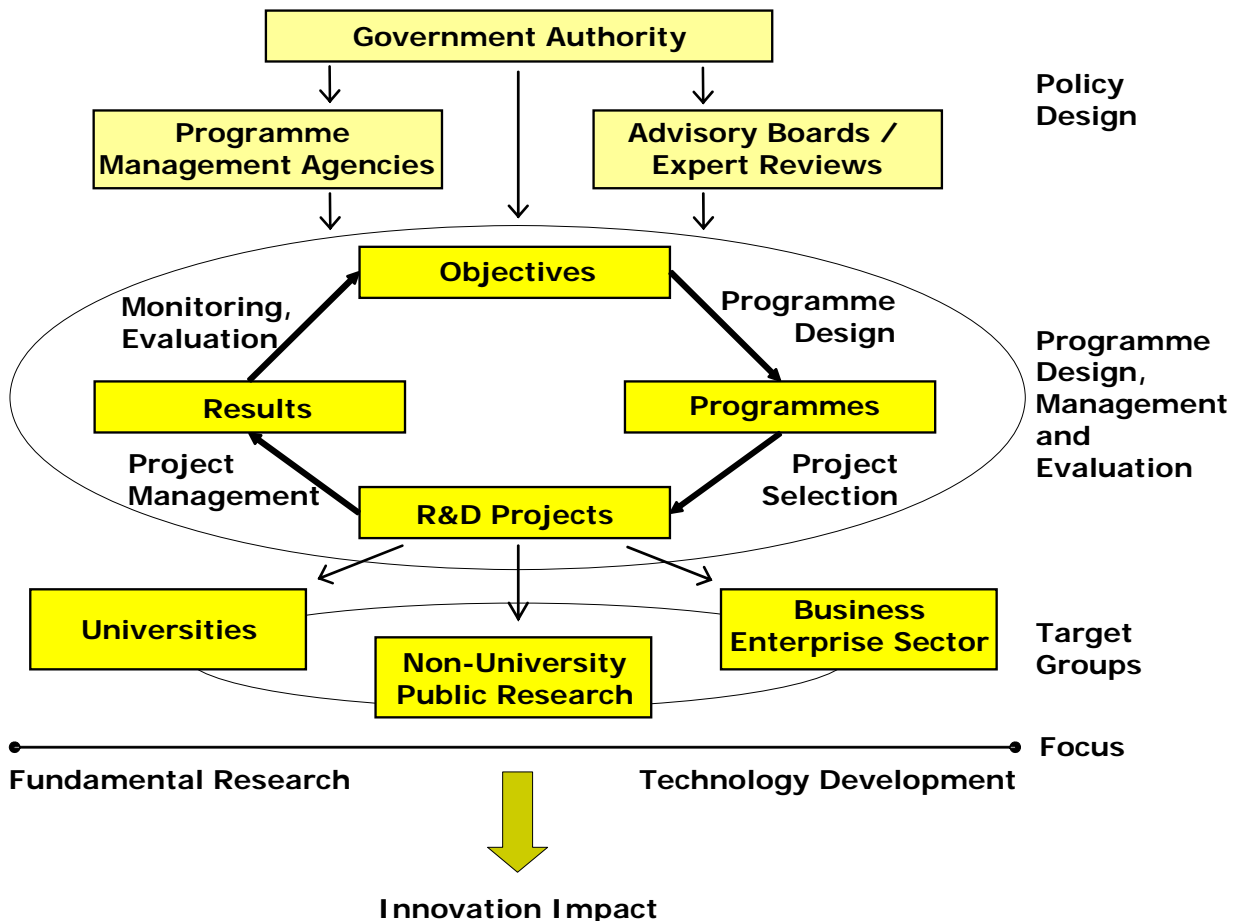 Government Authority
Policy
Design
Programme
Management Agencies
Advisory Boards /
Expert Reviews
Objectives
Monitoring,
Evaluation
Programme
Design
Programme
Design,
Management
and
Evaluation
Results
Programmes
Project
Management
Project
Selection
R&D Projects
Universities
Non-University
Public Research
Business
Enterprise Sector
Target
Groups
Focus
Fundamental Research
Technology Development
Innovation Impact